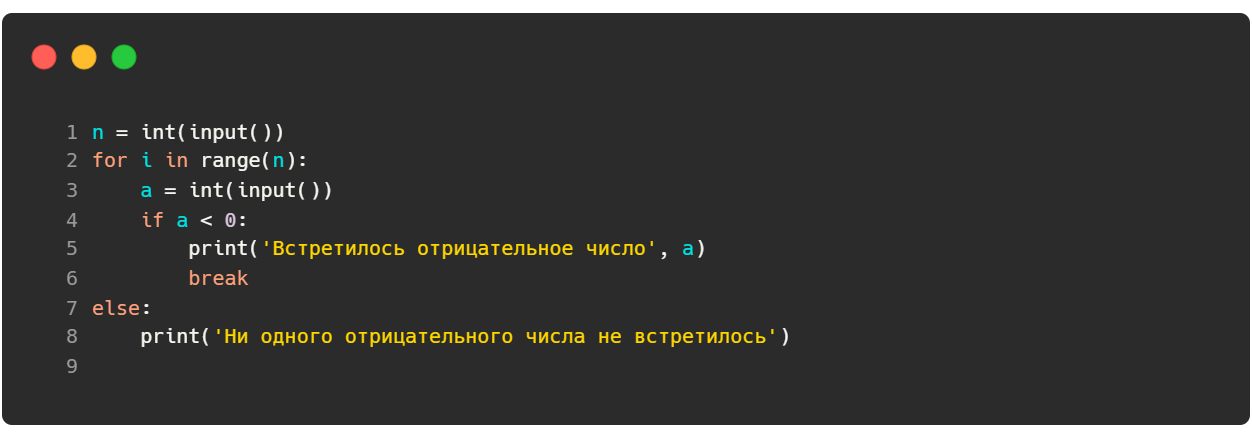 1 n = int(input())
2 for i in range(n):
3     a = int(input())
4     if a < 0:
5         print('Встретилось отрицательное число', a)
6         break
7 else:
8     print('Ни одного отрицательного числа не встретилось')
9